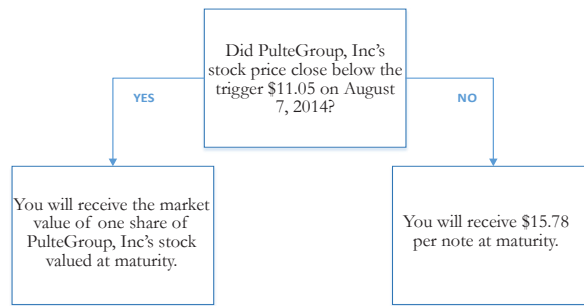 Did PulteGroup, Inc's
stock price close below the
trigger $11.05 on August
7, 2014?
YES
NO
You will receive the market
value of one share of
PulteGroup, Inc's stock
valued at maturity.
You will receive $15.78
per note at maturity.